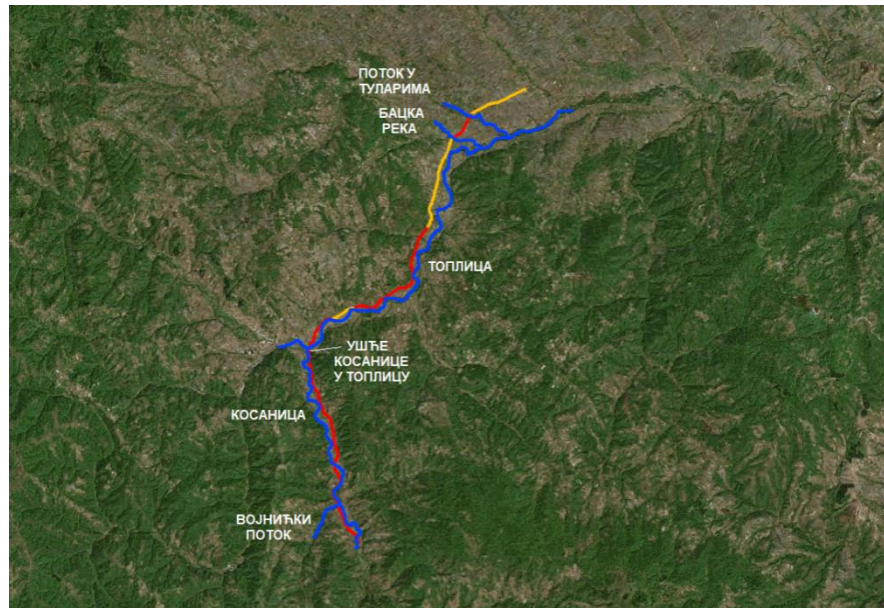 ПОТОК У
ТУЛАРИМА
БАЦКА
РЕКА
ТОПЛИЦА
УШЋЕ
КОСАНИЦЕ
У ТОПЛИЦУ
КОСАНИЦА
ВОЈНИЋКИ
ПОТОК